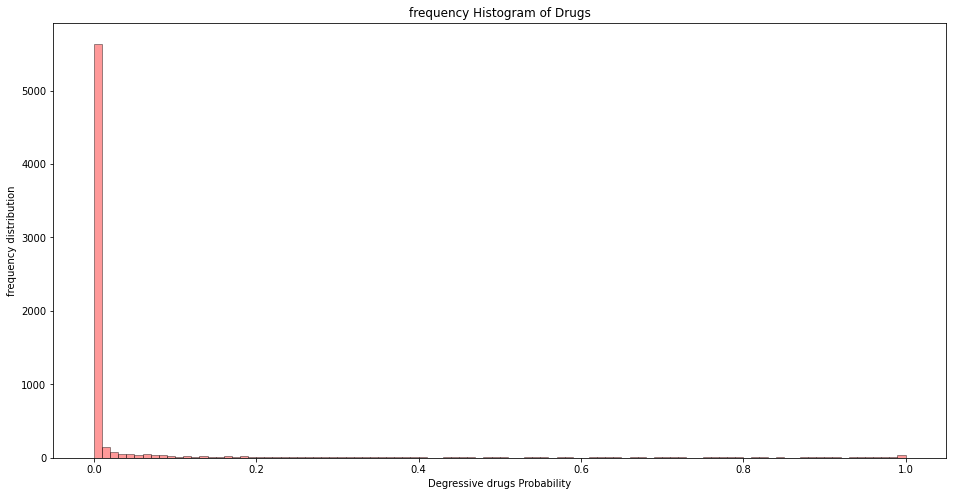 frequency Histogram of Drugs
frequency distribution
5000
4000
3000
2000
1000
0
0.0 0.2 0.4 0.6 0.8 1.0
Degressive drugs Probability